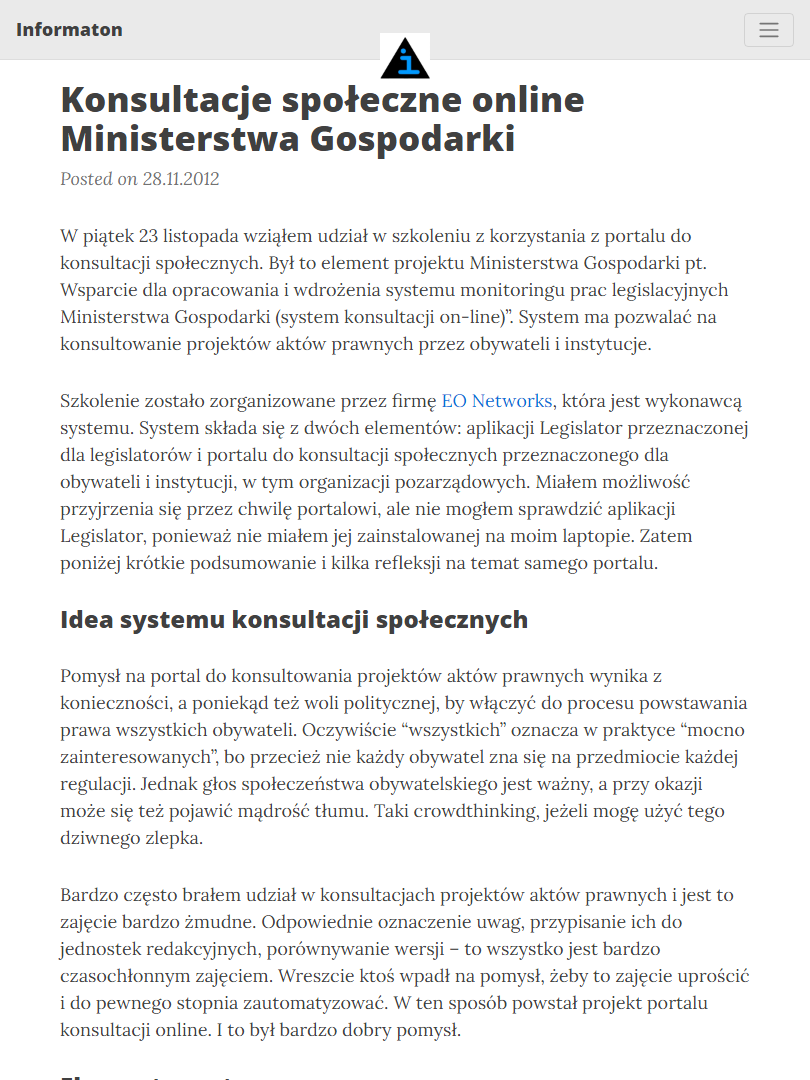 Informaton
i
Konsultacje społeczne online
Ministerstwa Gospodarki
Posted on 28.11.2012
W piątek 23 listopada wziąłem udział w szkoleniu z korzystania z portalu do
konsultacji społecznych. Był to element projektu Ministerstwa Gospodarki pt.
Wsparcie dla opracowania i wdrożenia systemu monitoringu prac legislacyjnych
Ministerstwa Gospodarki (system konsultacji on-line)”. System ma pozwalać na
konsultowanie projektów aktów prawnych przez obywateli i instytucje.
Szkolenie zostało zorganizowane przez firmę EO Networks, która jest wykonawcą
systemu. System składa się z dwóch elementów: aplikacji Legislator przeznaczonej
dla legislatorów i portalu do konsultacji społecznych przeznaczonego dla
obywateli i instytucji, w tym organizacji pozarządowych. Miałem możliwość
przyjrzenia się przez chwilę portalowi, ale nie mogłem sprawdzić aplikacji
Legislator, ponieważ nie miałem jej zainstalowanej na moim laptopie. Zatem
poniżej krótkie podsumowanie i kilka refleksji na temat samego portalu.
Idea systemu konsultacji społecznych
Pomysł na portal do konsultowania projektów aktów prawnych wynika z
konieczności, a poniekąd też woli politycznej, by włączyć do procesu powstawania
prawa wszystkich obywateli. Oczywiście “wszystkich” oznacza w praktyce “mocno
zainteresowanych”, bo przecież nie każdy obywatel zna się na przedmiocie każdej
regulacji. Jednak głos społeczeństwa obywatelskiego jest ważny, a przy okazji
może się też pojawić mądrość tłumu. Taki crowdthinking, jeżeli mogę użyć tego
dziwnego zlepka.
Bardzo często brałem udział w konsultacjach projektów aktów prawnych i jest to
zajęcie bardzo żmudne. Odpowiednie oznaczenie uwag, przypisanie ich do
jednostek redakcyjnych, porównywanie wersji – to wszystko jest bardzo
czasochłonnym zajęciem. Wreszcie ktoś wpadł na pomysł, żeby to zajęcie uprościć
i do pewnego stopnia zautomatyzować. W ten sposób powstał projekt portalu
konsultacji online. I to był bardzo dobry pomysł.